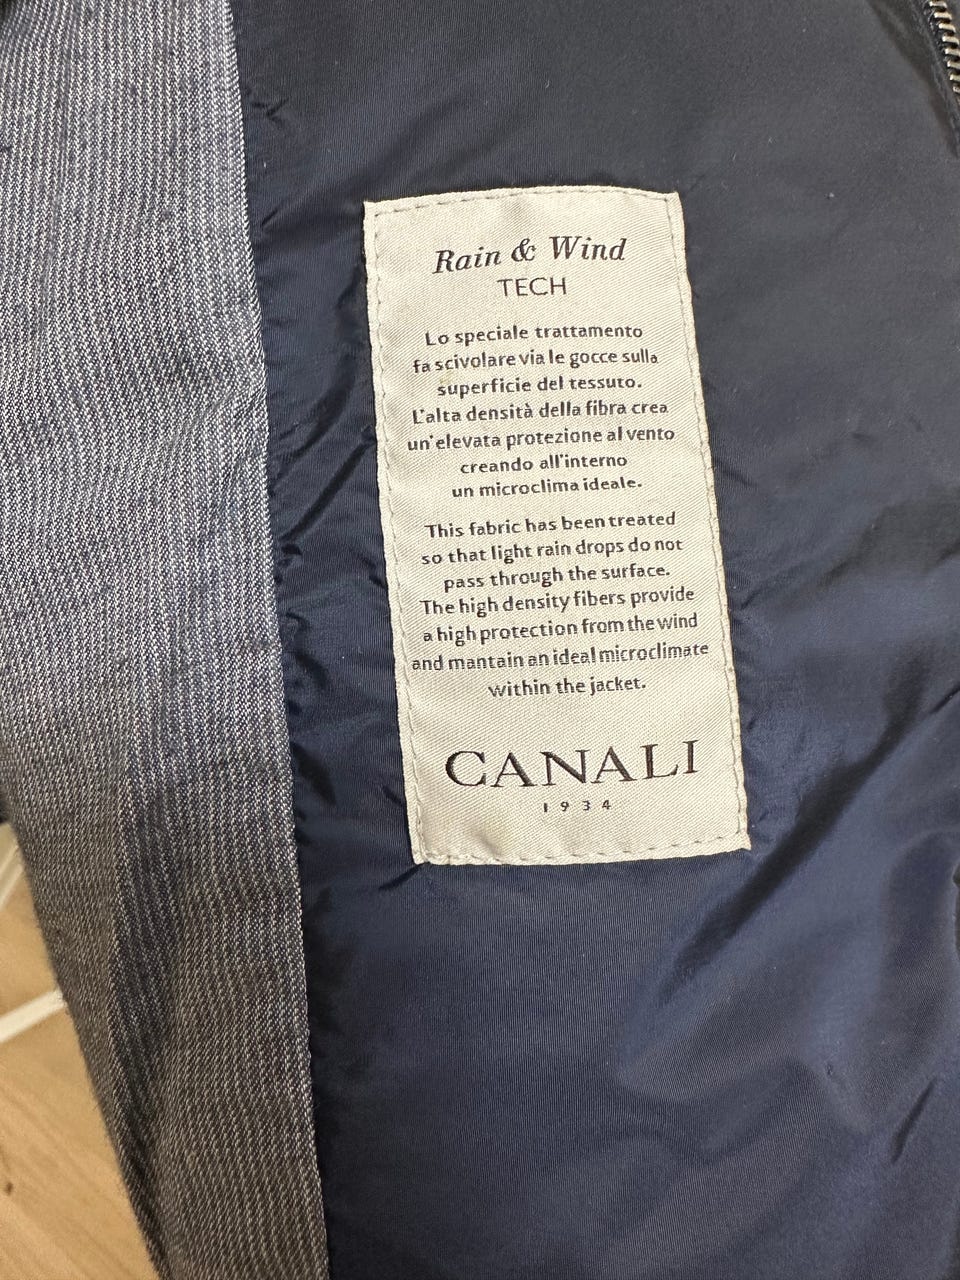 Rain & Wind
TECH
Lo speciale trattamento
fa scivolare via le gocce sulla
superficie del tessuto.
L'alta densità della fibra crea
un'elevata protezione al vento
creando all'interno
un microclima ideale.
This fabric has been treated
so that light rain drops do not
pass through the surface.
The high density fibers provide
a high protection from the wind
and mantain an ideal microclimate
within the jacket.
CANALI
1934